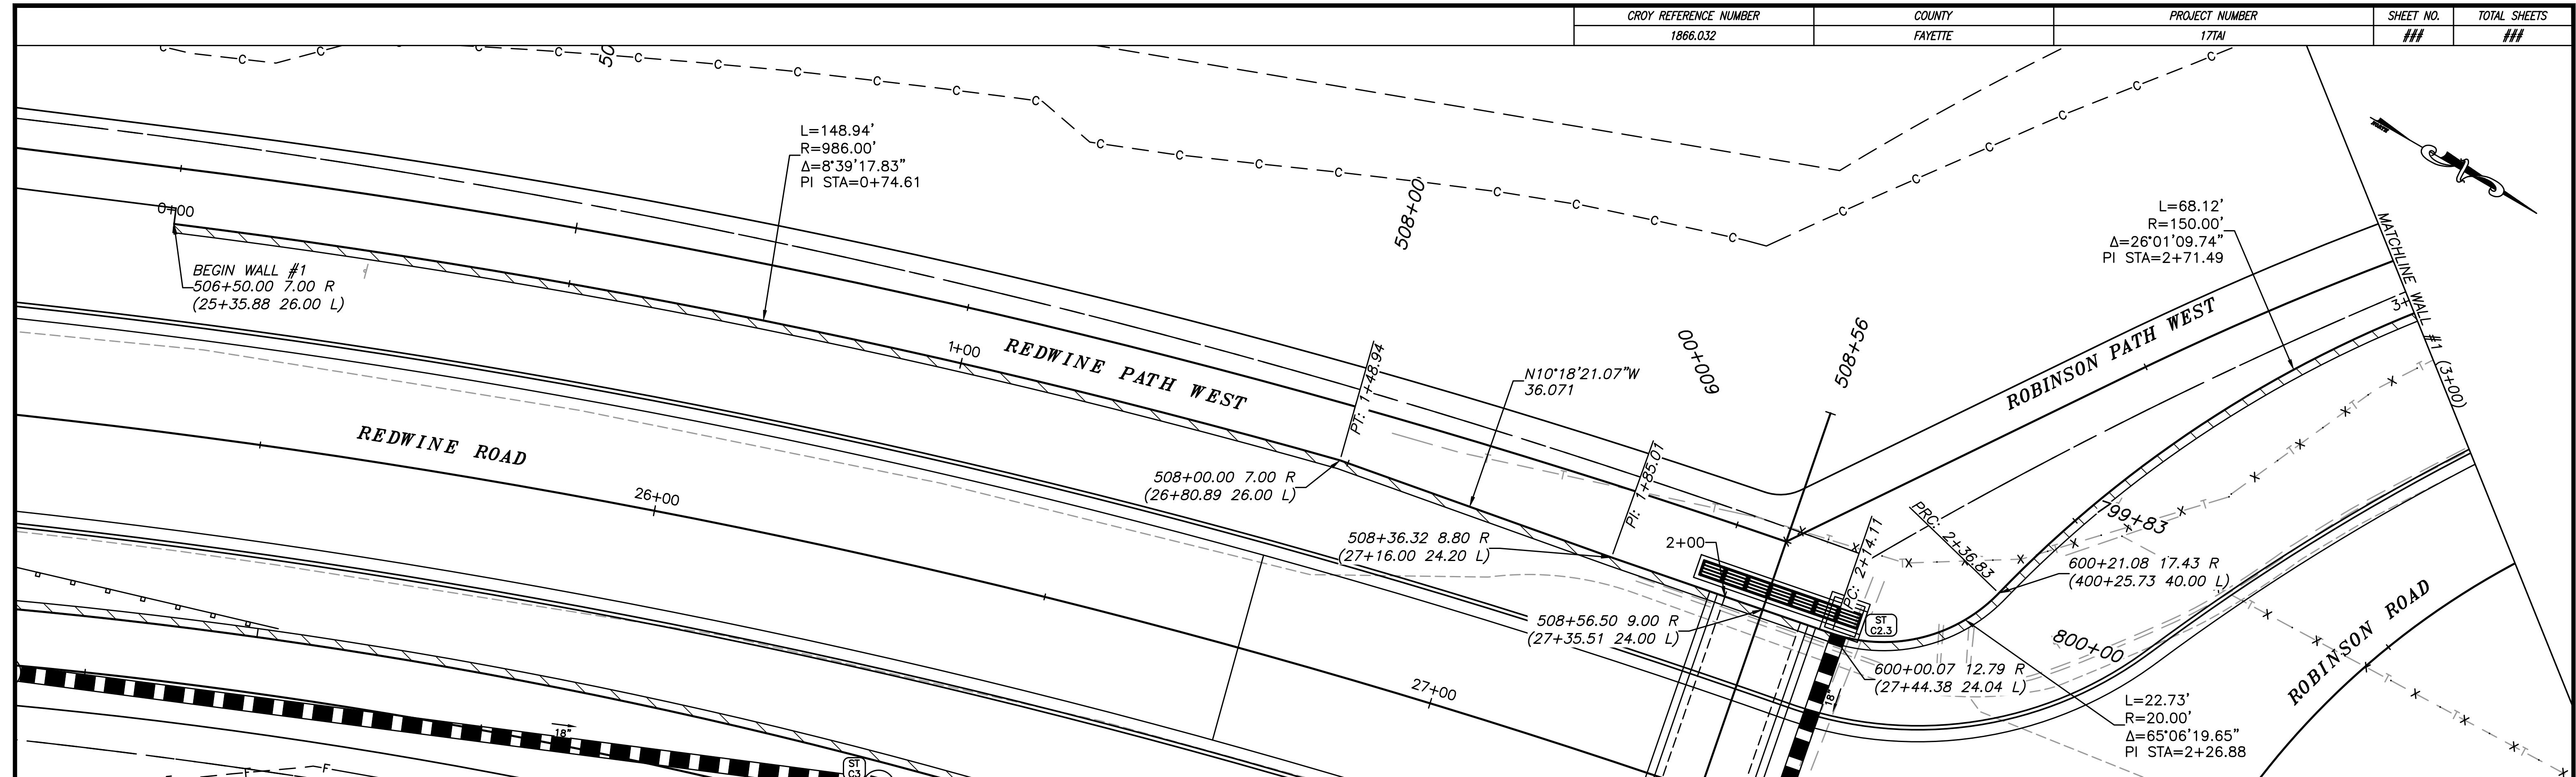 CROY REFERENCE NUMBER
COUNTY
PROJECT NUMBER
SHEET NO.
TOTAL SHEETS
1866.032
FAYETTE
17TAI
###
###
L=148.94'
R=986.00'
Δ=8°39'17.83"
PI STA=0+74.61
508+00
L=68.12'
R=150.00'
Δ=26°01'09.74"
PI STA=2+71.49
MATCHLINE WALL #1 (3+00)
3+
0+00
BEGIN WALL #1
506+50.00 7.00 R
(25+35.88 26.00 L)
1+00
REDWINE PATH WEST
PT: 1+48.94
N10°18'21.07"W
36.071
600+00
508+56
ROBINSON PATH WEST
REDWINE ROAD
26+00
508+00.00 7.00 R
(26+80.89 26.00 L)
PI: 1+85.01
508+36.32 8.80 R
(27+16.00 24.20 L)
2+00
PC: 2+14.11
PRC: 2+36.83
799+83
600+21.08 17.43 R
(400+25.73 40.00 L)
508+56.50 9.00 R
(27+35.51 24.00 L)
ST
C2.3
800+00
ROBINSON ROAD
600+00.07 12.79 R
(27+44.38 24.04 L)
27+00
18"
L=22.73'
R=20.00'
Δ=65°06'19.65"
PI STA=2+26.88
18"
ST
C3